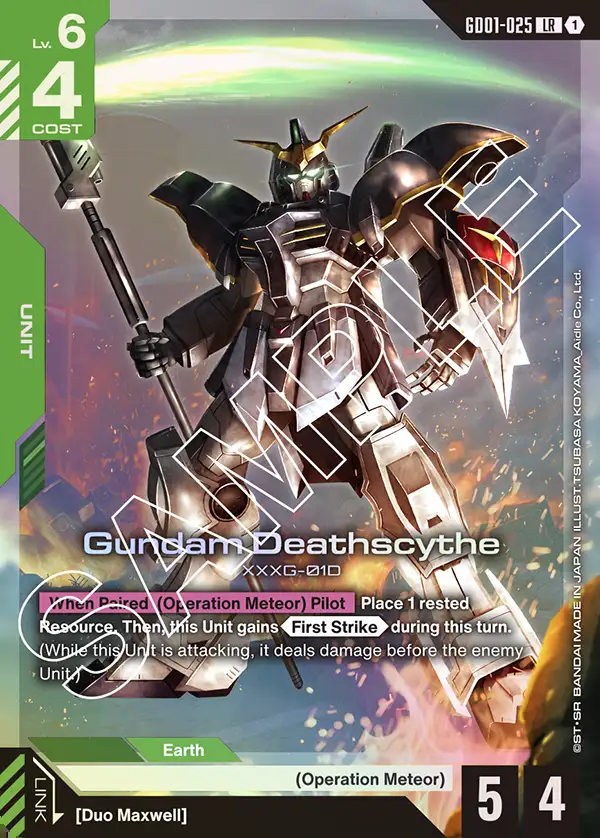 Lv. 6
4
COST
GD01-025 LR 1
UNIT
SAMPLE
Gundam Deathscythe
XXXG-01D
When Paired (Operation Meteor) Pilot Place 1 rested
Resource. Then, this Unit gains First Strike during this turn.
(While this Unit is attacking, it deals damage before the enemy
Unit.)
Earth
(Operation Meteor)
LINK
[Duo Maxwell]
5 4
©ST・SR BANDAI MADE IN JAPAN ILLUST.TSUBASA KOYAMA_Aidie Co., Ltd.